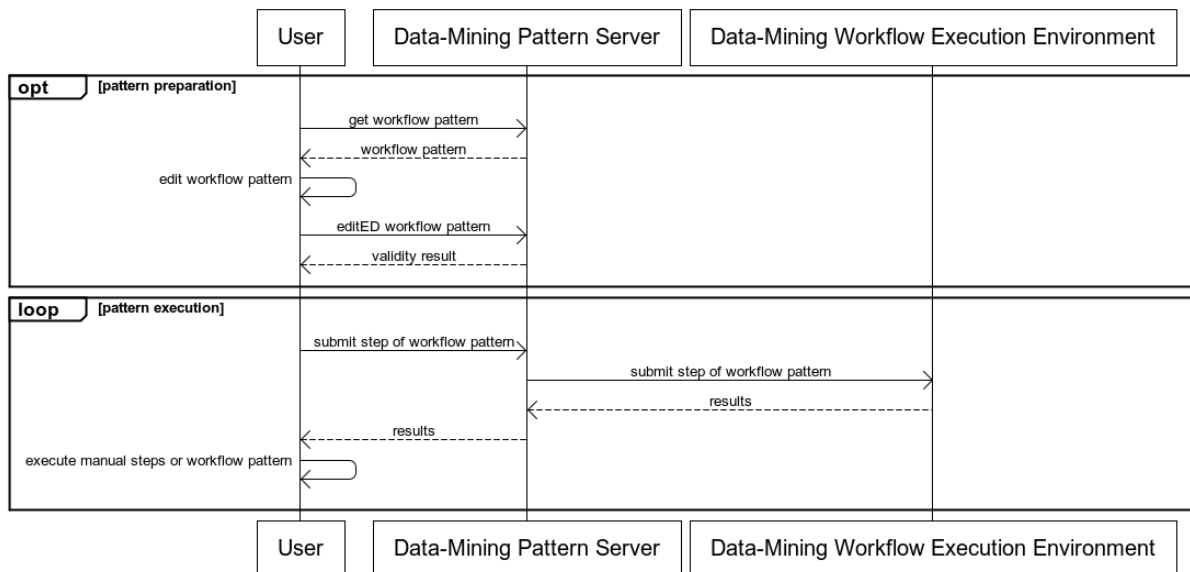 User
Data-Mining Pattern Server
Data-Mining Workflow Execution Environment
opt
[pattern preparation]
get workflow pattern
workflow pattern
edit workflow pattern
editED workflow pattern
validity result
loop
[pattern execution]
submit step of workflow pattern
submit step of workflow pattern
results
results
execute manual steps or workflow pattern
User
Data-Mining Pattern Server
Data-Mining Workflow Execution Environment